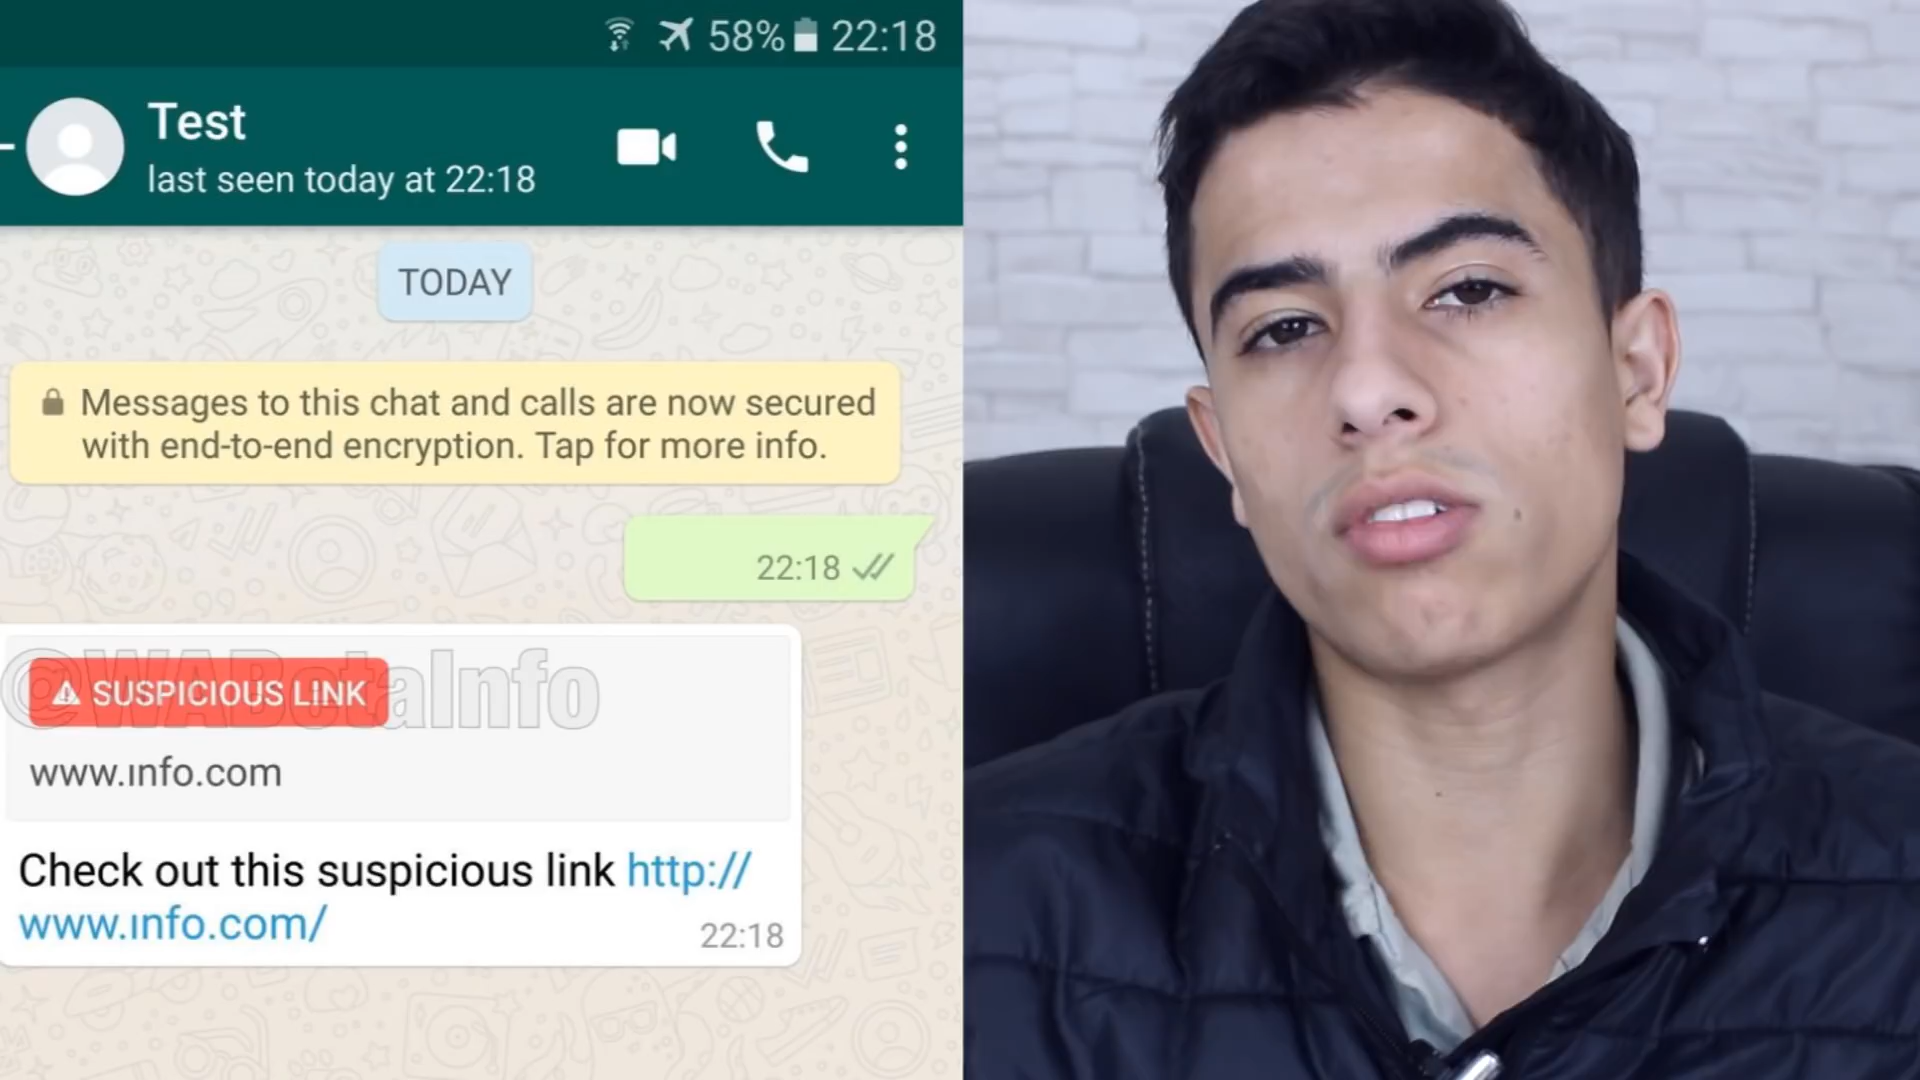 58% 22:18
Test
last seen today at 22:18
TODAY
Messages to this chat and calls are now secured
with end-to-end encryption. Tap for more info.
22:18
@WABetaInfo
SUSPICIOUS LINK
www.ınfo.com
Check out this suspicious link http://
www.ınfo.com/
22:18